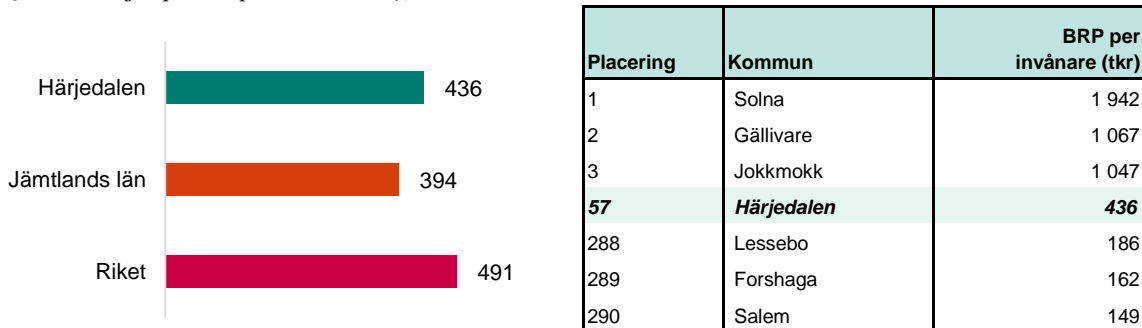 Härjedalen 436
Jämtlands län 394
Riket 491
Placering Kommun BRP per invånare (tkr)
1 Solna 1 942
2 Gällivare 1 067
3 Jokkmokk 1 047
57 Härjedalen 436
288 Lessebo 186
289 Forshaga 162
290 Salem 149